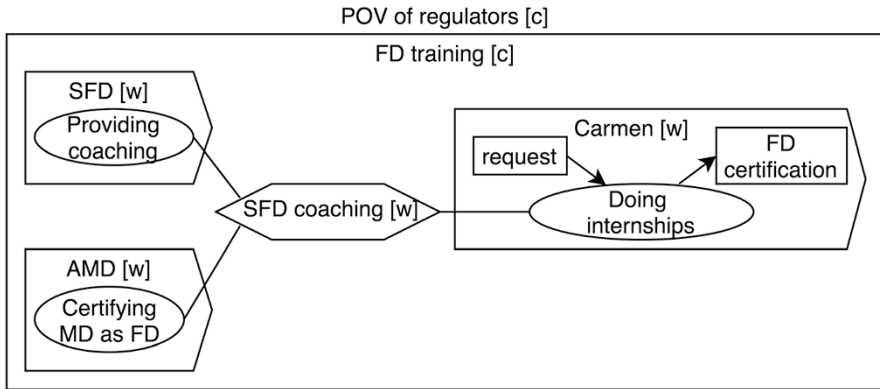 POV of regulators [c]
FD training [c]
SFD [w]
Providing
coaching
SFD coaching [w]
AMD [w]
Certifying
MD as FD
Carmen [w]
request
FD
certification
Doing
internships